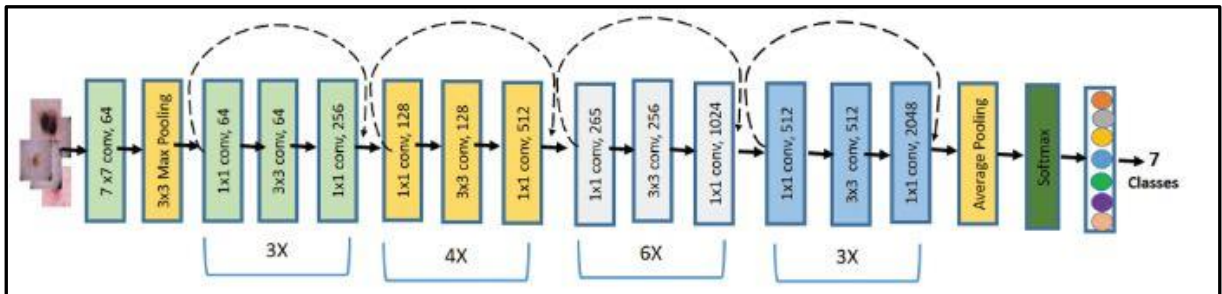 7 x7 conv, 64
3x3 Max Pooling
1x1 conv, 64
3x3 conv, 64
1x1 conv, 256
3X
1x1 conv, 128
3x3 conv, 128
1x1 conv, 512
4X
1x1 conv, 265
3x3 conv, 256
1x1 conv, 1024
6X
1x1 conv, 512
3x3 conv, 512
1x1 conv, 2048
3X
Average Pooling
Softmax
7
Classes